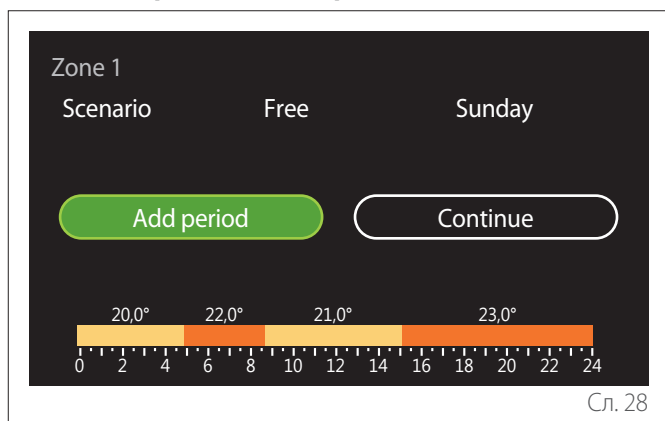 Zone 1
Scenario Free Sunday
Add period Continue
20,0° 22,0° 21,0° 23,0°
0 2 4 6 8 10 12 14 16 18 20 22 24
Сл. 28